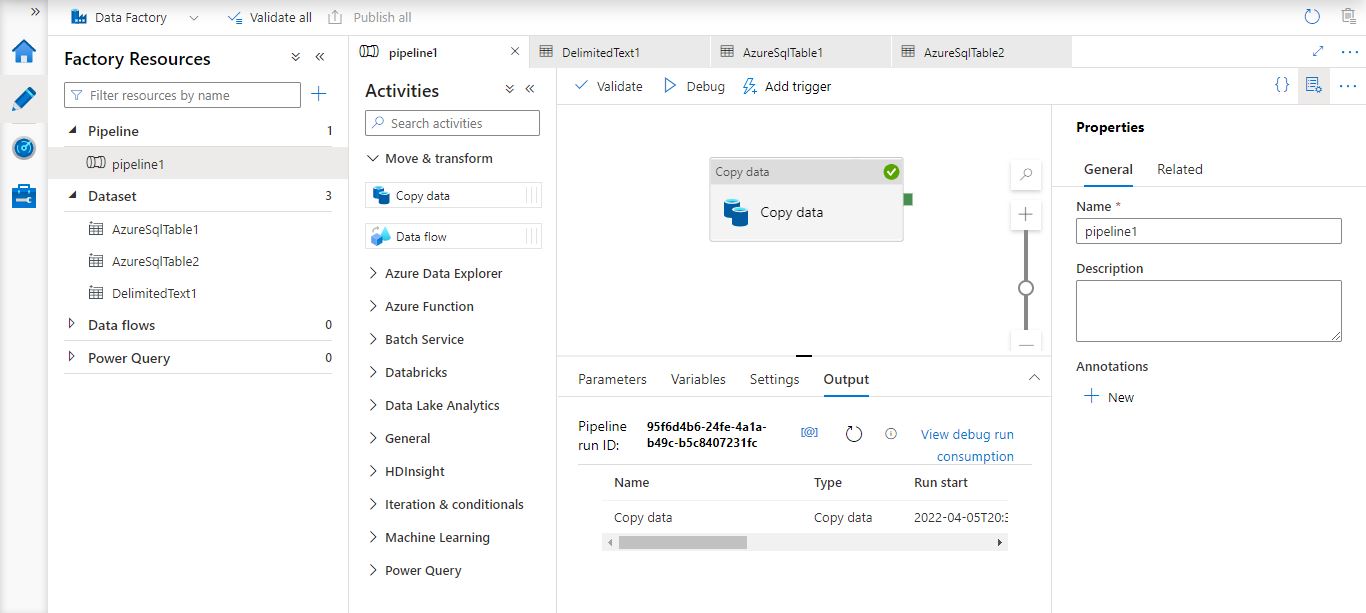 Data Factory
Validate all
Publish all
Factory Resources
Filter resources by name
Pipeline 1
pipeline1
Dataset 3
AzureSqlTable1
AzureSqlTable2
DelimitedText1
Data flows 0
Power Query 0
pipeline1
DelimitedText1
AzureSqlTable1
AzureSqlTable2
Activities
Search activities
Move & transform
Copy data
Data flow
Azure Data Explorer
Azure Function
Batch Service
Databricks
Data Lake Analytics
General
HDInsight
Iteration & conditionals
Machine Learning
Power Query
Validate
Debug
Add trigger
{}
Copy data
Copy data
Parameters
Variables
Settings
Output
Pipeline
run ID:
95f6d4b6-24fe-4a1a-
b49c-b5c8407231fc
[@]
View debug run
consumption
Name Type Run start
Copy data Copy data 2022-04-05T20:
Properties
General
Related
Name *
pipeline1
Description
Annotations
New